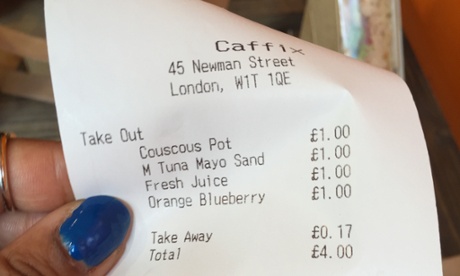 Caffix
45 Newman Street
London, W1T 1QE
Take Out
Couscous Pot £1.00
M Tuna Mayo Sand £1.00
Fresh Juice £1.00
Orange Blueberry £1.00
Take Away £0.17
Total £4.00